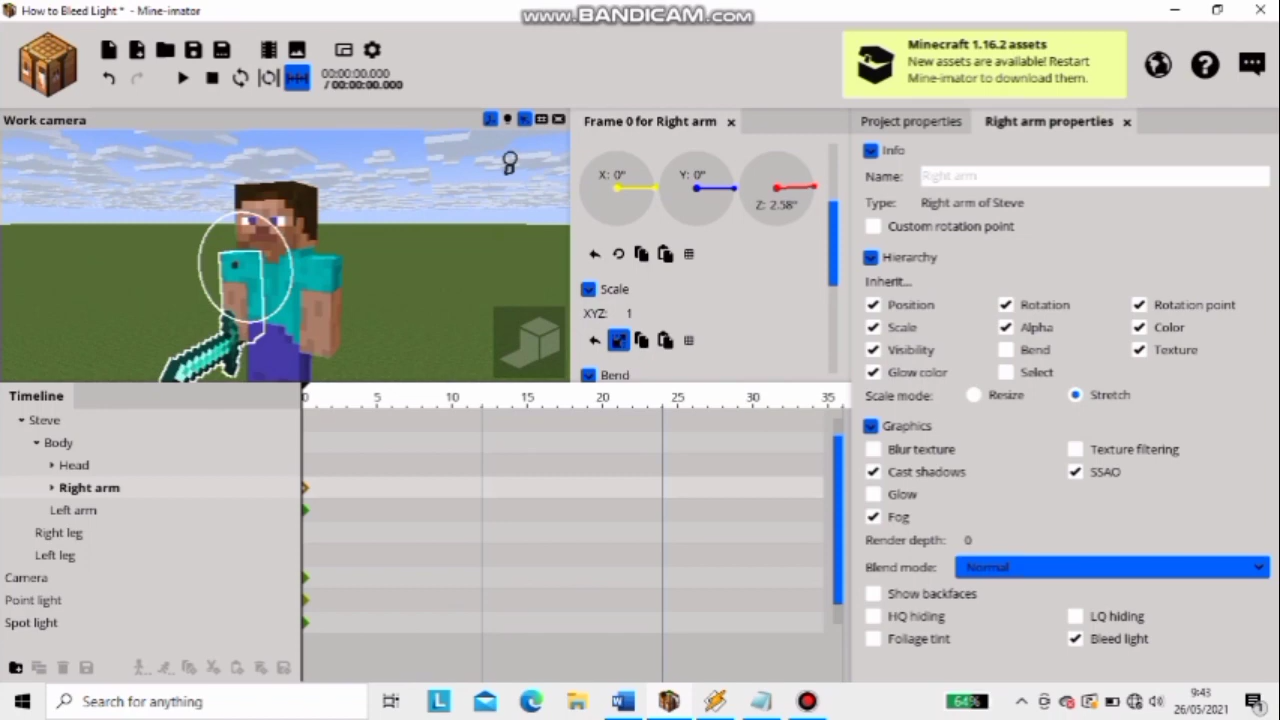 How to Bleed Light * - Mine-imator
www.BANDICAM.com
00:00:00.000
/ 00:00:00.000
Minecraft 1.16.2 assets
New assets are available! Restart
Mine-imator to download them.
Work camera
Frame 0 for Right arm
Project properties
Right arm properties
X: 0°
Y: 0°
Z: 2.58°
Scale
XYZ: 1
Bend
Info
Name: Right arm
Type: Right arm of Steve
Custom rotation point
Hierarchy
Inherit...
Position
Rotation
Rotation point
Scale
Alpha
Color
Visibility
Bend
Texture
Glow color
Select
Scale mode: Resize Stretch
Graphics
Blur texture
Texture filtering
Cast shadows
SSAO
Glow
Fog
Render depth: 0
Blend mode: Normal
Show backfaces
HQ hiding
LQ hiding
Foliage tint
Bleed light
Timeline
0 5 10 15 20 25 30 35
Steve
Body
Head
Right arm
Left arm
Right leg
Left leg
Camera
Point light
Spot light
Search for anything
L
W
64%
9:43
26/05/2021